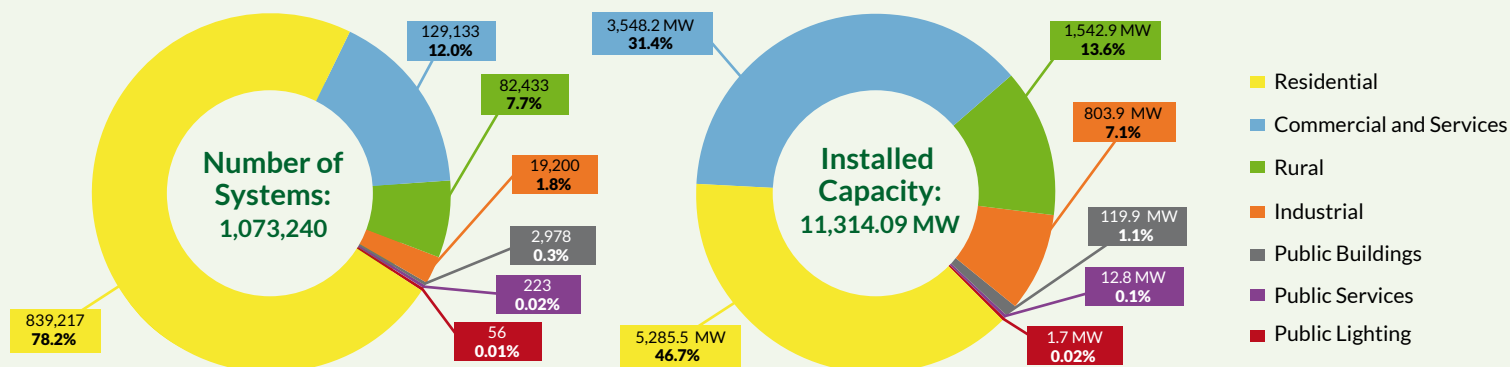 129,133
12.0%
82,433
7.7%
Number of
Systems:
1,073,240
19,200
1.8%
2,978
0.3%
223
0.02%
56
0.01%
839,217
78.2%
3,548.2 MW
31.4%
1,542.9 MW
13.6%
803.9 MW
7.1%
Installed
Capacity:
11,314.09 MW
119.9 MW
1.1%
12.8 MW
0.1%
1.7 MW
0.02%
5,285.5 MW
46.7%
Residential
Commercial and Services
Rural
Industrial
Public Buildings
Public Services
Public Lighting